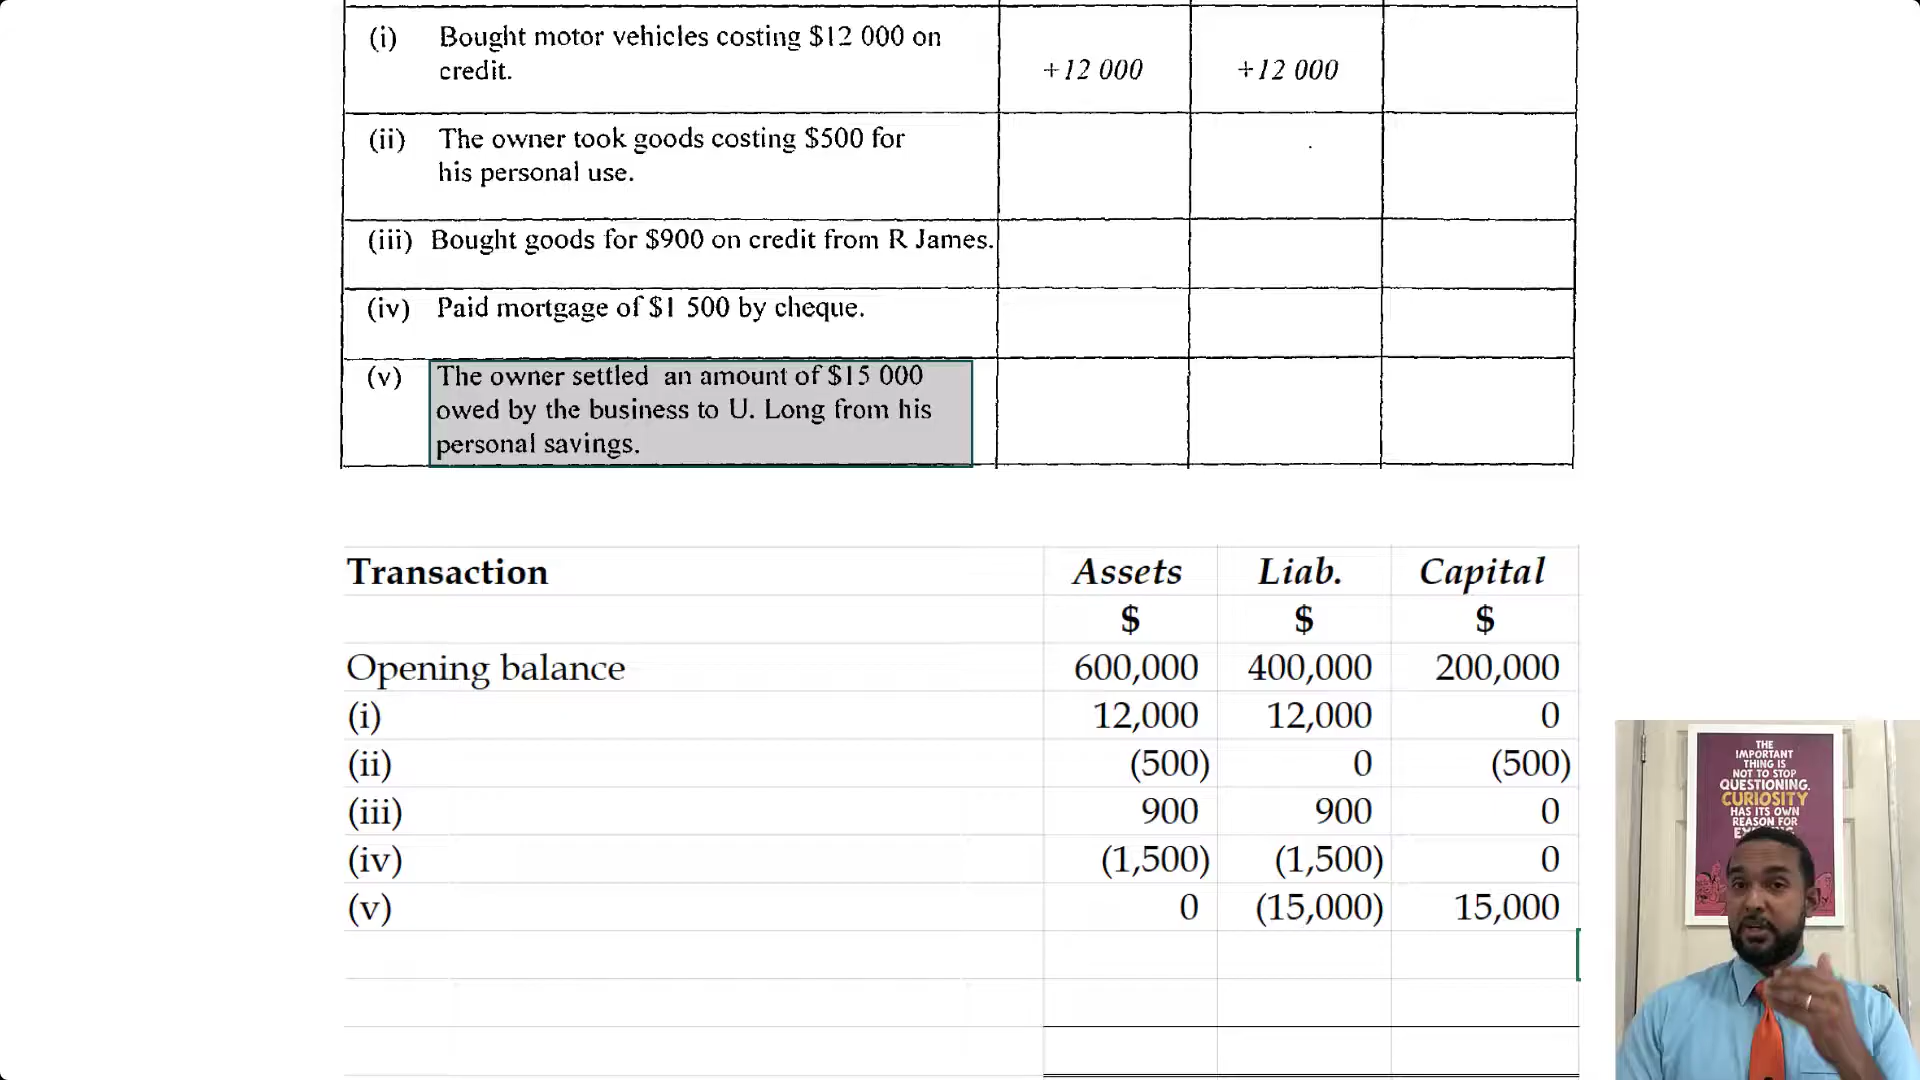 (i) Bought motor vehicles costing $12 000 on
credit.
+12 000 +12 000
(ii) The owner took goods costing $500 for
his personal use.
(iii) Bought goods for $900 on credit from R James.
(iv) Paid mortgage of $1 500 by cheque.
(v) The owner settled an amount of $15 000
owed by the business to U. Long from his
personal savings.
Transaction Assets Liab. Capital
$ $ $
Opening balance 600,000 400,000 200,000
(i) 12,000 12,000 0
(ii) (500) 0 (500)
(iii) 900 900 0
(iv) (1,500) (1,500) 0
(v) 0 (15,000) 15,000
THE
IMPORTANT
THING IS
NOT TO STOP
QUESTIONING.
CURIOSITY
HAS ITS OWN
REASON FOR